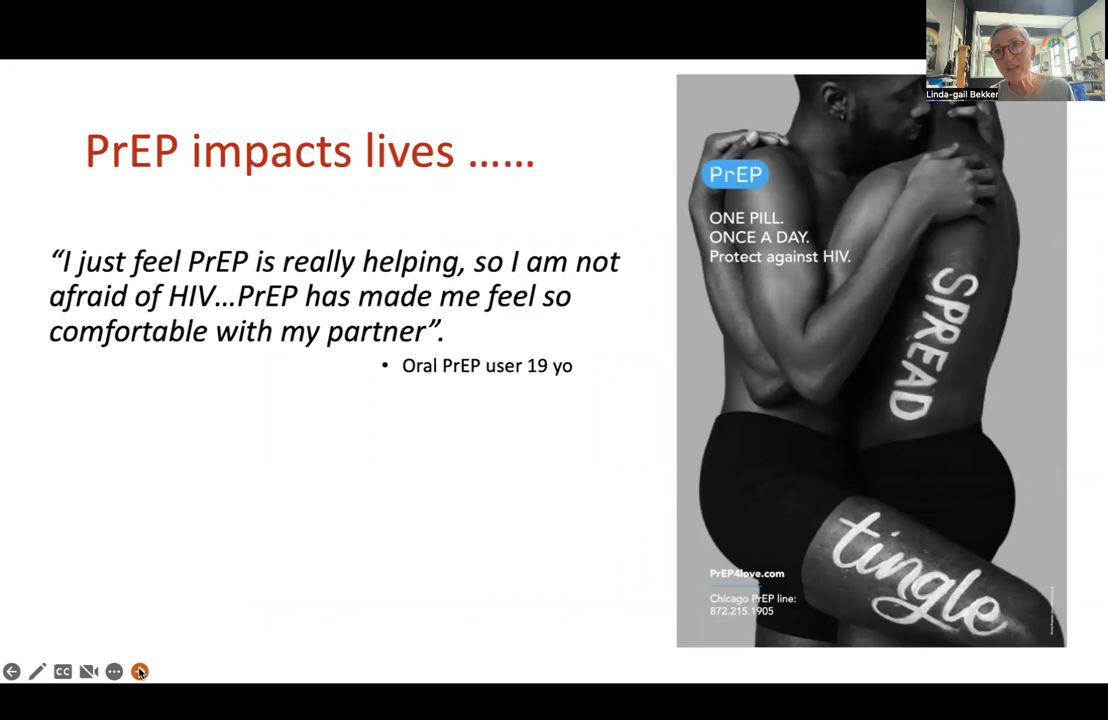 Linda-gail Bekker
PrEP impacts lives ......
“I just feel PrEP is really helping, so I am not
afraid of HIV...PrEP has made me feel so
comfortable with my partner”.
• Oral PrEP user 19 yo
PrEP
ONE PILL.
ONCE A DAY.
Protect against HIV.
SPREAD
tingle
PrEP4love.com
Chicago PrEP line:
872.215.1905
CC